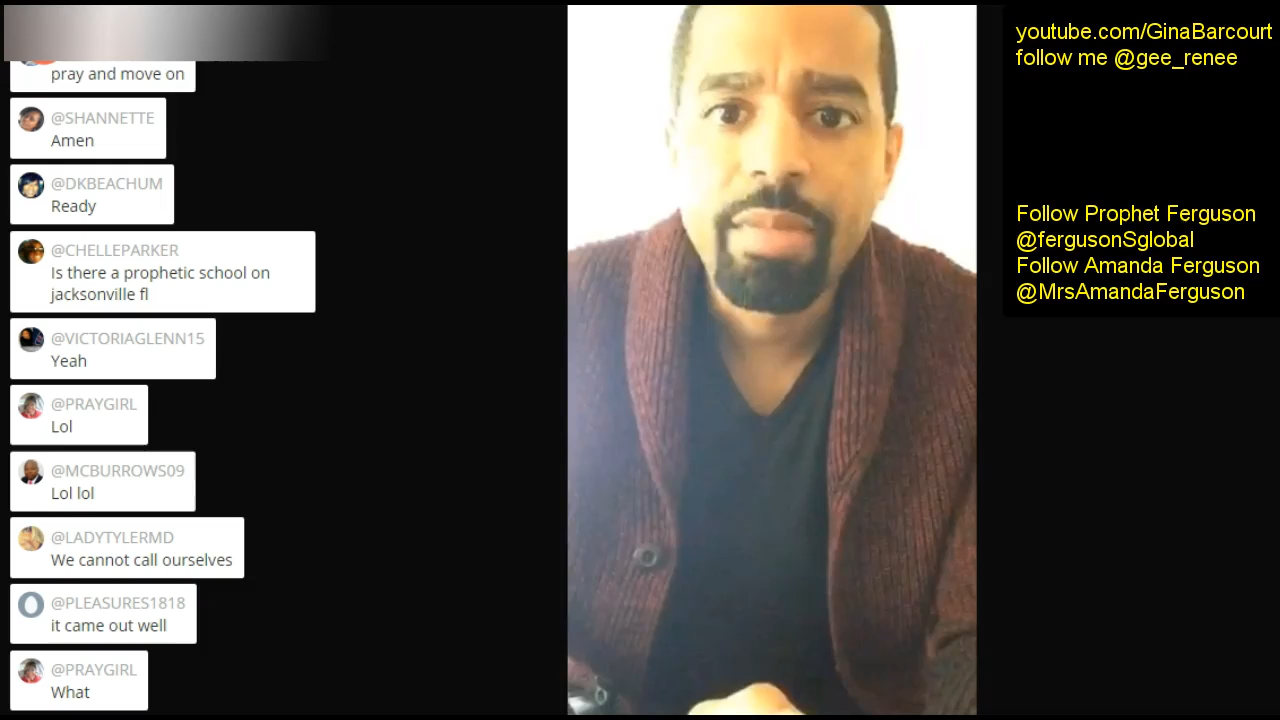 pray and move on
@SHANNETTE
Amen
@DKBEACHUM
Ready
@CHELLEPARKER
Is there a prophetic school on
jacksonville fl
@VICTORIAGLENN15
Yeah
@PRAYGIRL
Lol
@MCBURROWS09
Lol lol
@LADYTYLERMD
We cannot call ourselves
@PLEASURES1818
it came out well
@PRAYGIRL
What
youtube.com/GinaBarcourt
follow me @gee_renee
Follow Prophet Ferguson
@fergusonSglobal
Follow Amanda Ferguson
@MrsAmandaFerguson